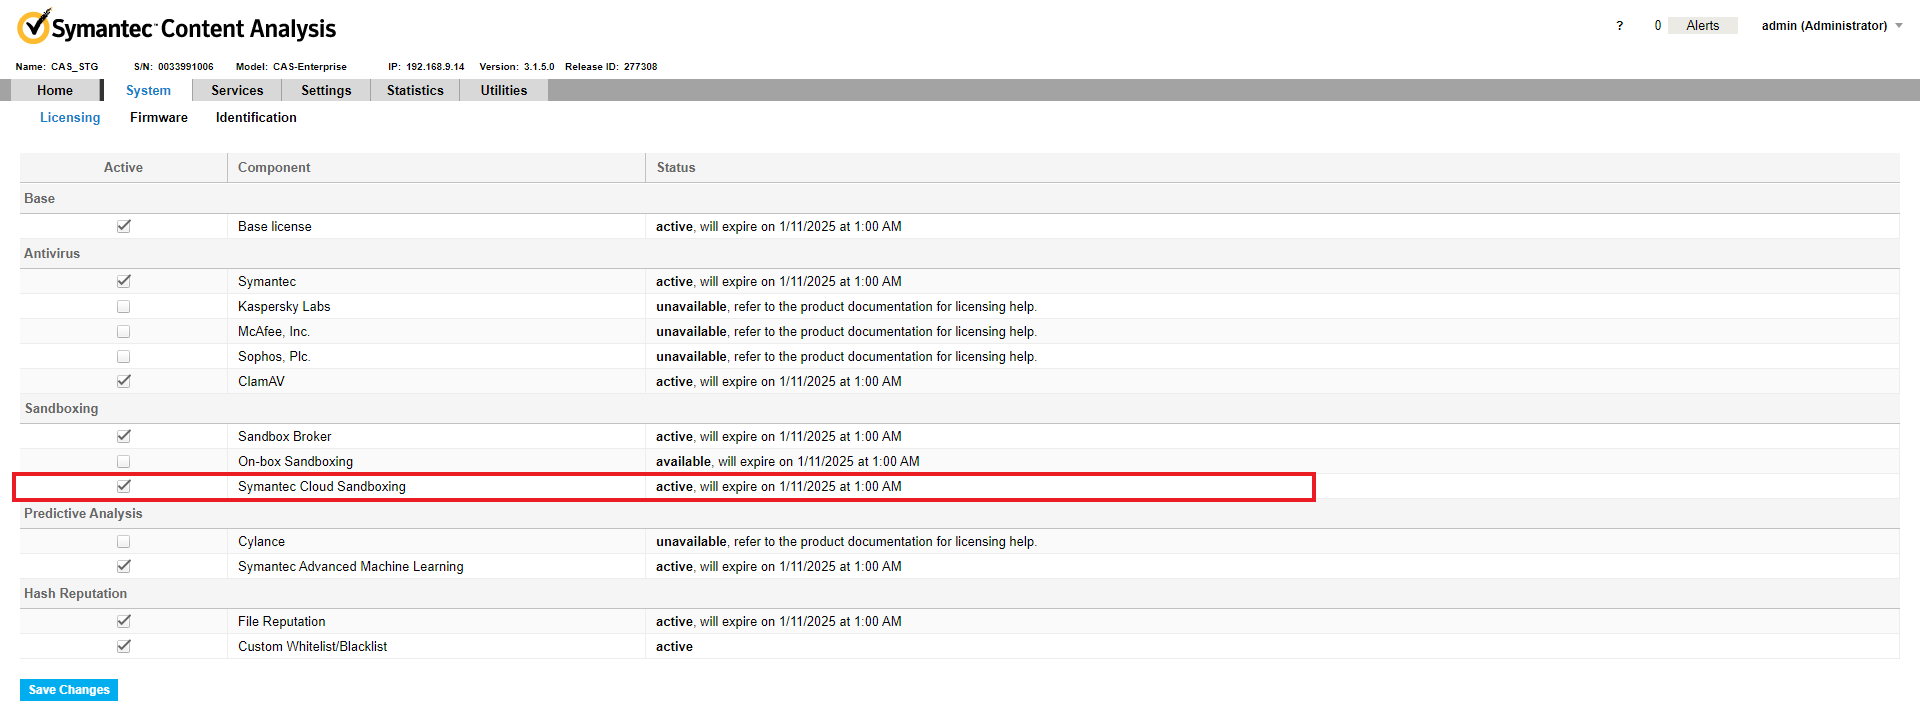 Symantec™ Content Analysis
? 0 Alerts admin (Administrator)
Name: CAS_STG S/N: 0033991006 Model: CAS-Enterprise IP: 192.168.9.14 Version: 3.1.5.0 Release ID: 277308
Home System Services Settings Statistics Utilities
Licensing Firmware Identification
Active Component Status
Base
Base license active, will expire on 1/11/2025 at 1:00 AM
Antivirus
Symantec active, will expire on 1/11/2025 at 1:00 AM
Kaspersky Labs unavailable, refer to the product documentation for licensing help.
McAfee, Inc. unavailable, refer to the product documentation for licensing help.
Sophos, Plc. unavailable, refer to the product documentation for licensing help.
ClamAV active, will expire on 1/11/2025 at 1:00 AM
Sandboxing
Sandbox Broker active, will expire on 1/11/2025 at 1:00 AM
On-box Sandboxing available, will expire on 1/11/2025 at 1:00 AM
Symantec Cloud Sandboxing active, will expire on 1/11/2025 at 1:00 AM
Predictive Analysis
Cylance unavailable, refer to the product documentation for licensing help.
Symantec Advanced Machine Learning active, will expire on 1/11/2025 at 1:00 AM
Hash Reputation
File Reputation active, will expire on 1/11/2025 at 1:00 AM
Custom Whitelist/Blacklist active
Save Changes